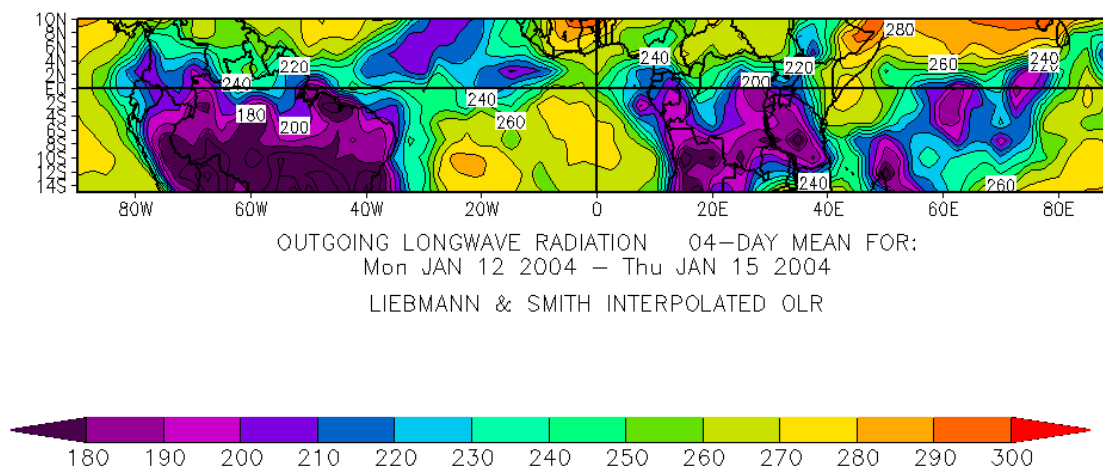 10N
8N
6N
4N
2N
EQ
2S
4S
6S
8S
10S
14S
240
220
180
200
240
260
240
200
220
240
280
260
240
220
260
80W 60W 40W 20W 0 20E 40E 60E 80E
OUTGOING LONGWAVE RADIATION 04-DAY MEAN FOR:
Mon JAN 12 2004 – Thu JAN 15 2004
LIEBMANN & SMITH INTERPOLATED OLR
180 190 200 210 220 230 240 250 260 270 280 290 300